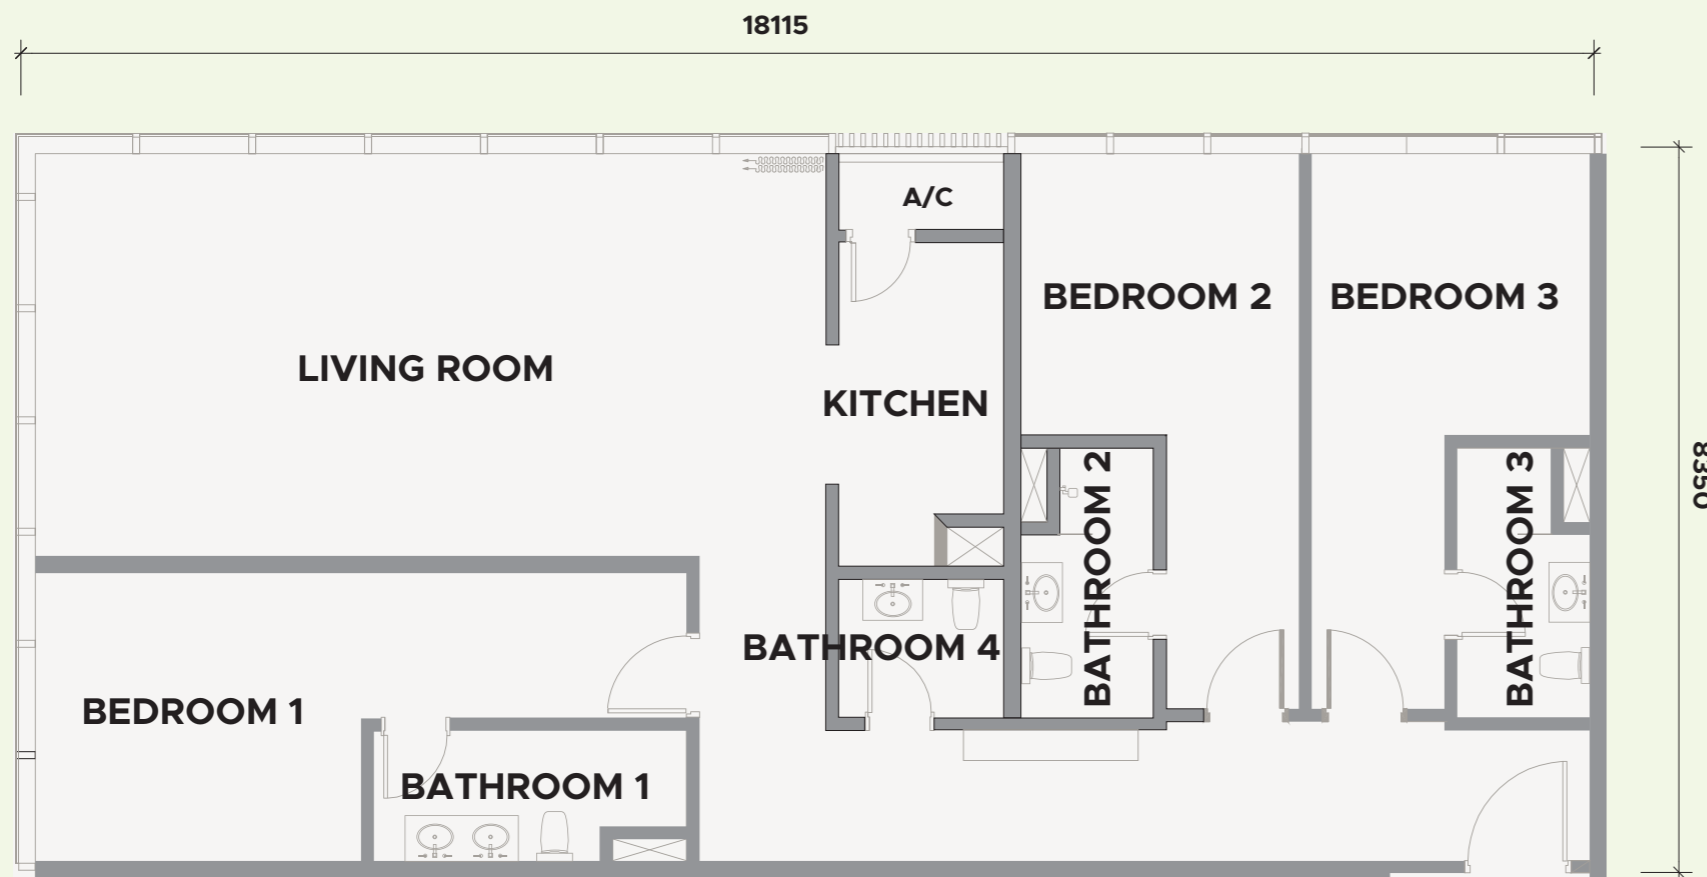 18115
A/C
BEDROOM 2
BEDROOM 3
LIVING ROOM
KITCHEN
8350
BATHROOM 2
BATHROOM 3
BATHROOM 4
BEDROOM 1
BATHROOM 1